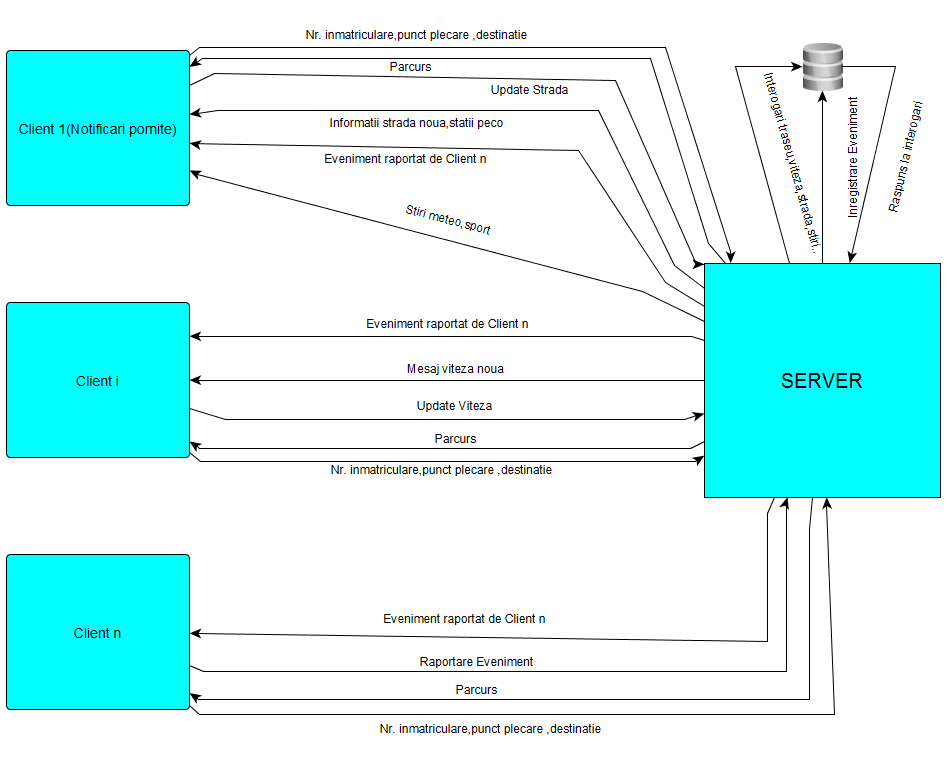 Nr. inmatriculare,punct plecare ,destinatie
Parcurs
Update Strada
Client 1(Notificari pornite)
Informatii strada noua,statii peco
Eveniment raportat de Client n
Stiri meteo,sport
Interogari traseu,viteza,strada,stiri..
Inregistrare Eveniment
Raspuns la interogari
Eveniment raportat de Client n
Mesaj viteza noua
Client i
SERVER
Update Viteza
Parcurs
Nr. inmatriculare,punct plecare ,destinatie
Eveniment raportat de Client n
Client n
Raportare Eveniment
Parcurs
Nr. inmatriculare,punct plecare ,destinatie